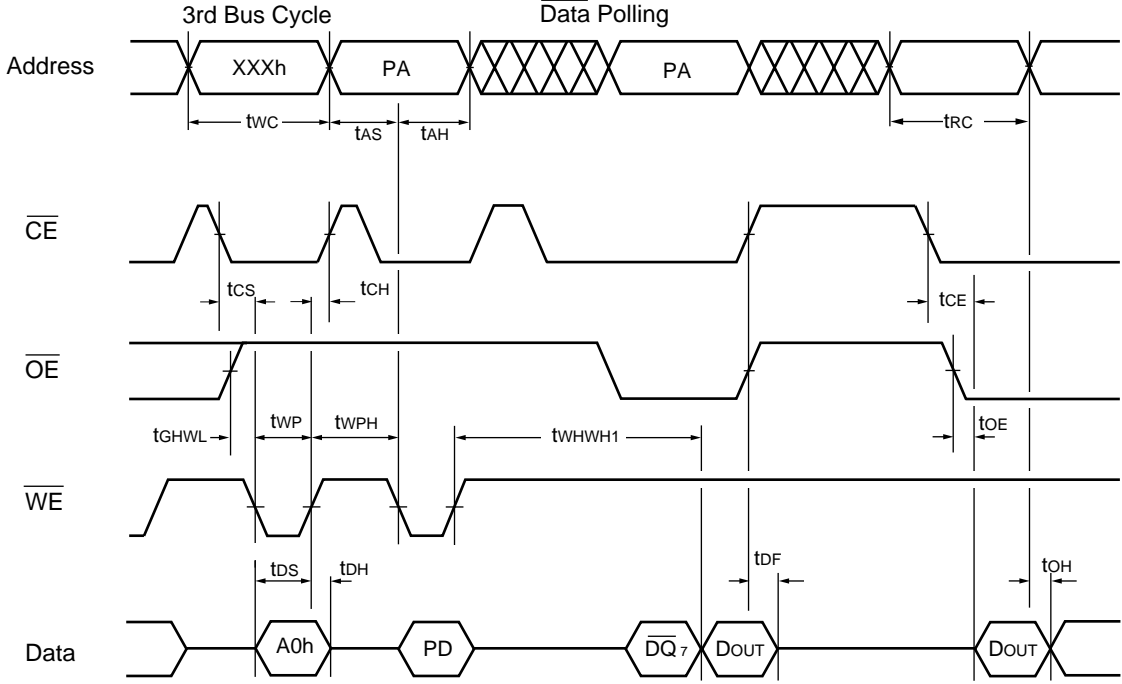 3rd Bus Cycle Data Polling
Address XXXh PA PA
tWC tAS tAH tRC
CE
tCS tCH tCE
OE
tGHWL tWP tWPH tWHWH1 tOE
WE
tDS tDH tDF tOH
Data A0h PD DQ7 DOUT DOUT